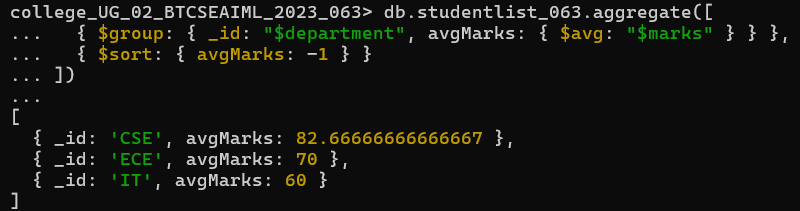 college_UG_02_BTCSEAIML_2023_063> db.studentlist_063.aggregate([
...   { $group: { _id: "$department", avgMarks: { $avg: "$marks" } } },
...   { $sort: { avgMarks: -1 } }
... ])
...
[
  { _id: 'CSE', avgMarks: 82.66666666666667 },
  { _id: 'ECE', avgMarks: 70 },
  { _id: 'IT', avgMarks: 60 }
]